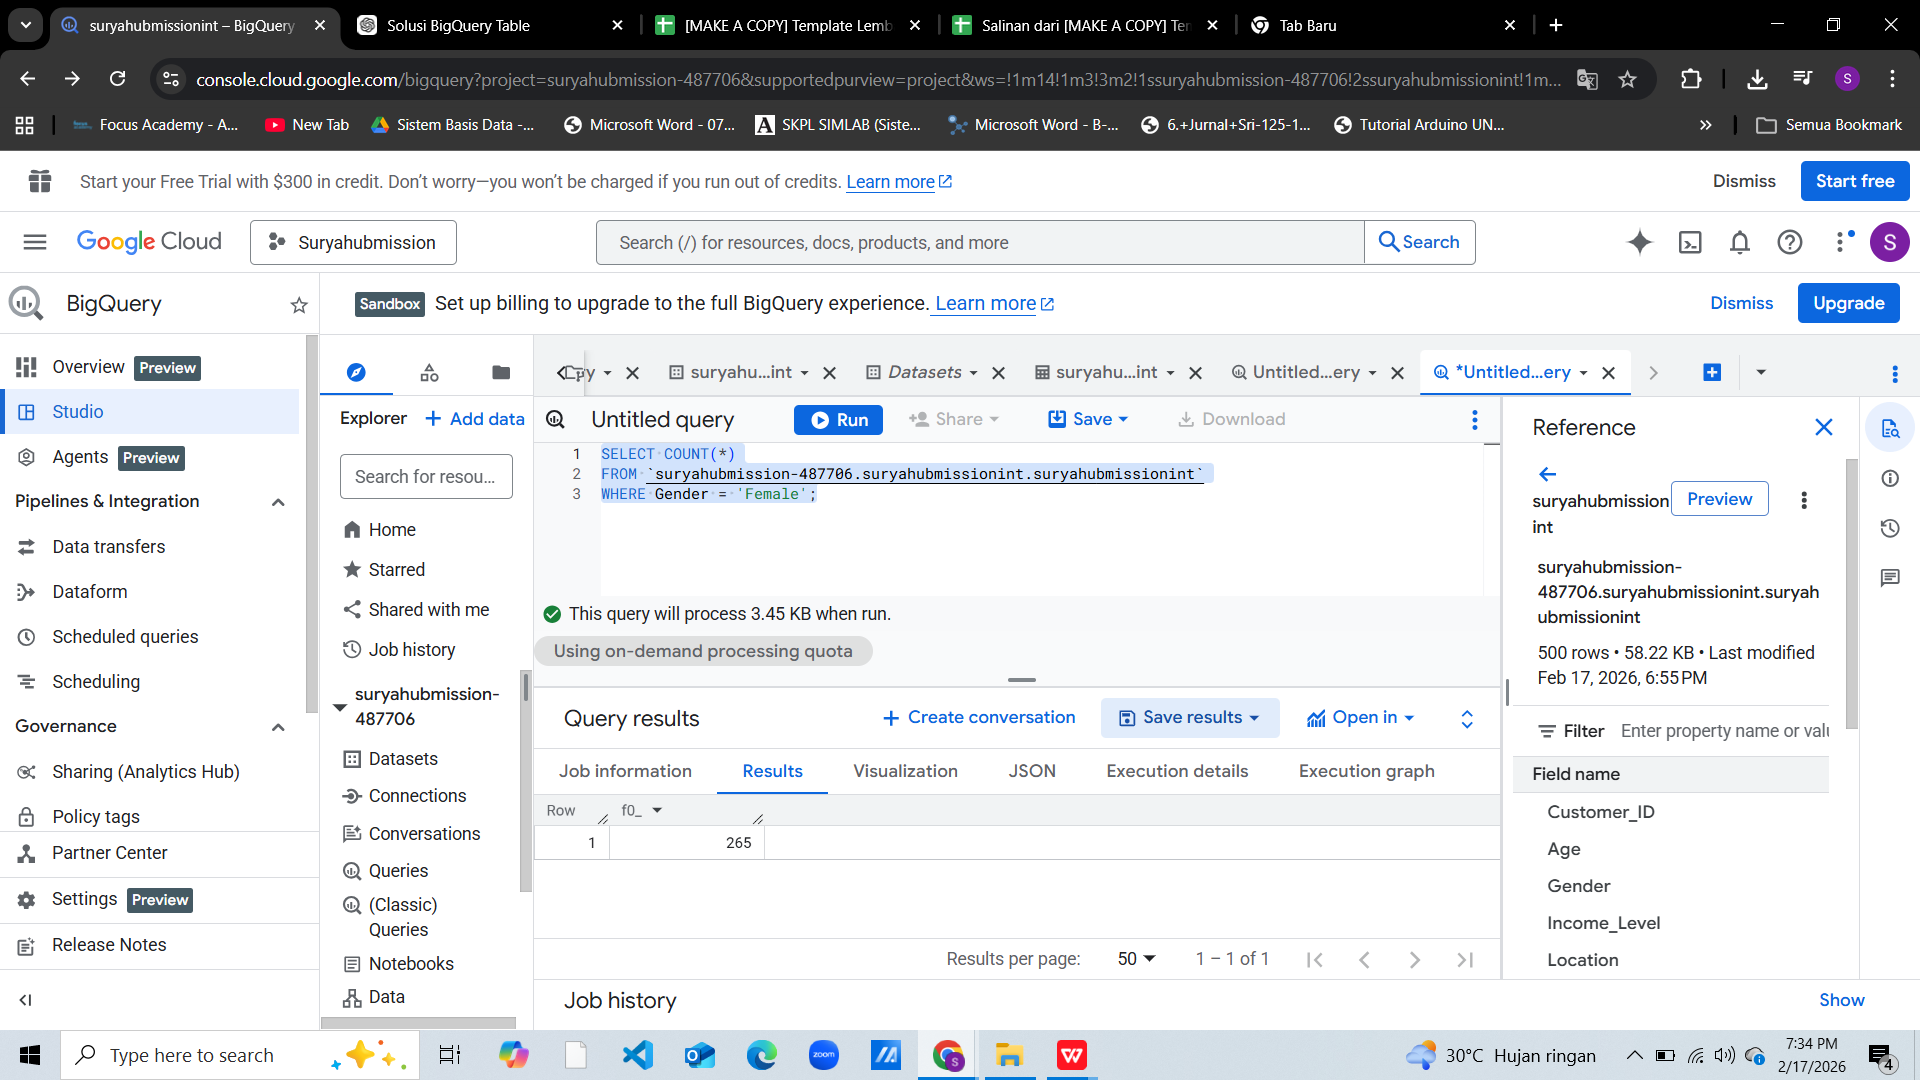 suryahubmissionint – BigQuery
Solusi BigQuery Table
[MAKE A COPY] Template Lemb
Salinan dari [MAKE A COPY] Ten
Tab Baru
console.cloud.google.com/bigquery?project=suryahubmission-487706&supportedpurview=project&ws=!1m14!1m3!3m2!1ssuryahubmission-487706!2ssuryahubmissionint!1m...
S
Focus Academy - A...
New Tab
Sistem Basis Data -...
Microsoft Word - 07...
SKPL SIMLAB (Siste...
Microsoft Word - B-...
6.+Jurnal+Sri-125-1...
Tutorial Arduino UN...
Semua Bookmark
Start your Free Trial with $300 in credit. Don't worry—you won't be charged if you run out of credits. Learn more
Dismiss
Start free
Google Cloud
Suryahubmission
Search (/) for resources, docs, products, and more
Search
S
BigQuery
Sandbox Set up billing to upgrade to the full BigQuery experience. Learn more
Dismiss
Upgrade
Overview Preview
Studio
Agents Preview
Pipelines & Integration
Data transfers
Dataform
Scheduled queries
Scheduling
Governance
Sharing (Analytics Hub)
Policy tags
Partner Center
Settings Preview
Release Notes
Explorer
+ Add data
Search for resou...
Home
Starred
Shared with me
Job history
suryahubmission-
487706
Datasets
Connections
Conversations
Queries
(Classic)
Queries
Notebooks
Data
suryahu...int
Datasets
suryahu...int
Untitled...ery
*Untitled...ery
Untitled query
Run
Share
Save
Download
1 SELECT COUNT(*)
2 FROM `suryahubmission-487706.suryahubmissionint.suryahubmissionint`
3 WHERE Gender = 'Female';
This query will process 3.45 KB when run.
Using on-demand processing quota
Query results
+ Create conversation
Save results
Open in
Job information
Results
Visualization
JSON
Execution details
Execution graph
Row f0_
1 265
Results per page: 50 1 – 1 of 1
Job history
Show
Reference
suryahubmission
int
Preview
suryahubmission-
487706.suryahubmissionint.suryah
ubmissionint
500 rows • 58.22 KB • Last modified
Feb 17, 2026, 6:55 PM
Filter Enter property name or valu
Field name
Customer_ID
Age
Gender
Income_Level
Location
Type here to search
zoom
30°C Hujan ringan
7:34 PM
2/17/2026
4